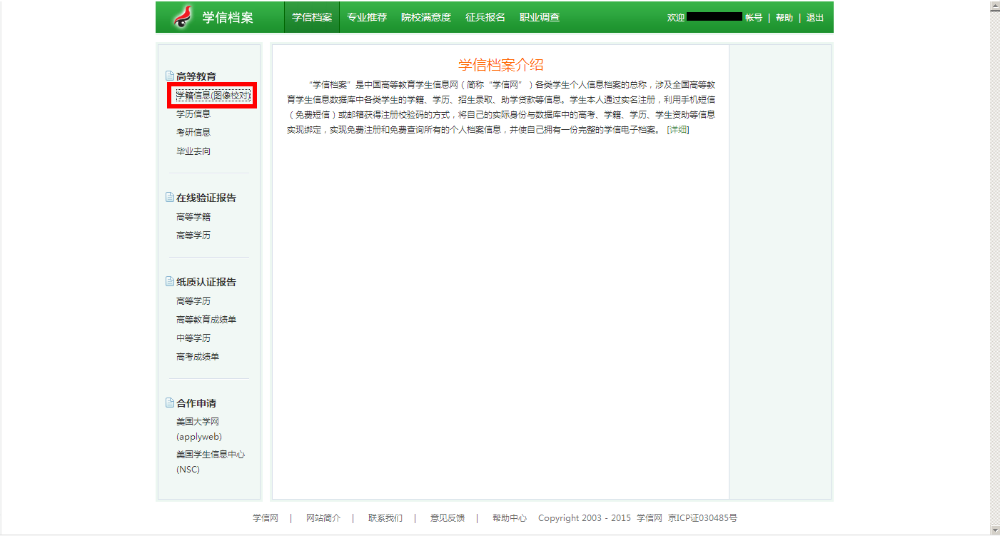 学信档案
学信档案 专业推荐 院校满意度 征兵报名 职业调查
欢迎 帐号 | 帮助 | 退出
高等教育
学籍信息(图像校对)
学历信息
考研信息
毕业去向
在线验证报告
高等学籍
高等学历
纸质认证报告
高等学历
高等教育成绩单
中等学历
高考成绩单
合作申请
美国大学网
(applyweb)
美国学生信息中心
(NSC)
学信档案介绍
“学信档案”是中国高等教育学生信息网（简称“学信网”）各类学生个人信息档案的总称，涉及全国高等教
育学生信息数据库中各类学生的学籍、学历、招生录取、助学贷款等信息。学生本人通过实名注册，利用手机短信
（免费短信）或邮箱获得注册校验码的方式，将自己的实际身份与数据库中的高考、学籍、学历、学生资助等信息
实现绑定，实现免费注册和免费查询所有的个人档案信息，并使自己拥有一份完整的学信电子档案。 [详细]
学信网 | 网站简介 | 联系我们 | 意见反馈 | 帮助中心 Copyright 2003 - 2015 学信网 京ICP证030485号